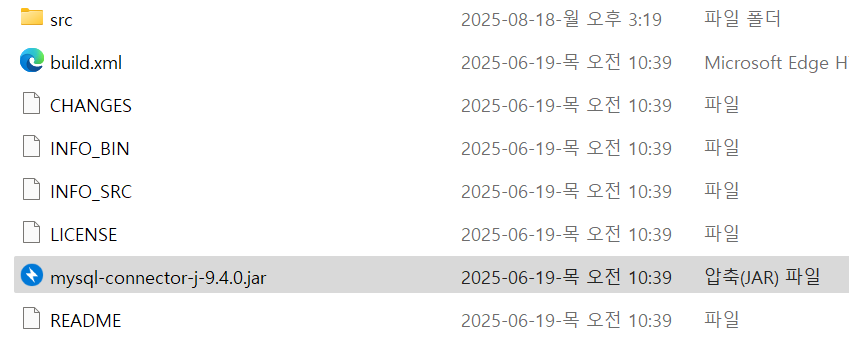 src 2025-08-18-월 오후 3:19 파일 폴더
build.xml 2025-06-19-목 오전 10:39 Microsoft Edge H
CHANGES 2025-06-19-목 오전 10:39 파일
INFO_BIN 2025-06-19-목 오전 10:39 파일
INFO_SRC 2025-06-19-목 오전 10:39 파일
LICENSE 2025-06-19-목 오전 10:39 파일
mysql-connector-j-9.4.0.jar 2025-06-19-목 오전 10:39 압축(JAR) 파일
README 2025-06-19-목 오전 10:39 파일